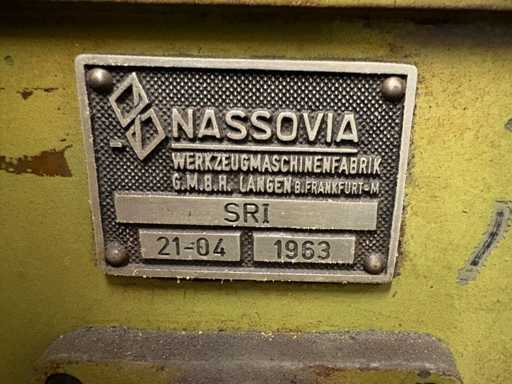 NASSOVIA
WERKZEUGMASCHINENFABRIK
G.M.B.H. LANGEN B. FRANKFURT-M
SRI
21-04 1963